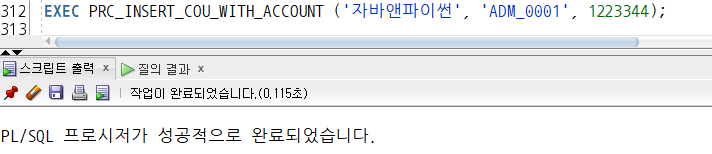 312 EXEC PRC_INSERT_COU_WITH_ACCOUNT ('자바앤파이썬', 'ADM_0001', 1223344);
313
스크립트 출력 x 질의 결과 x
작업이 완료되었습니다.(0,115초)
PL/SQL 프로시저가 성공적으로 완료되었습니다.